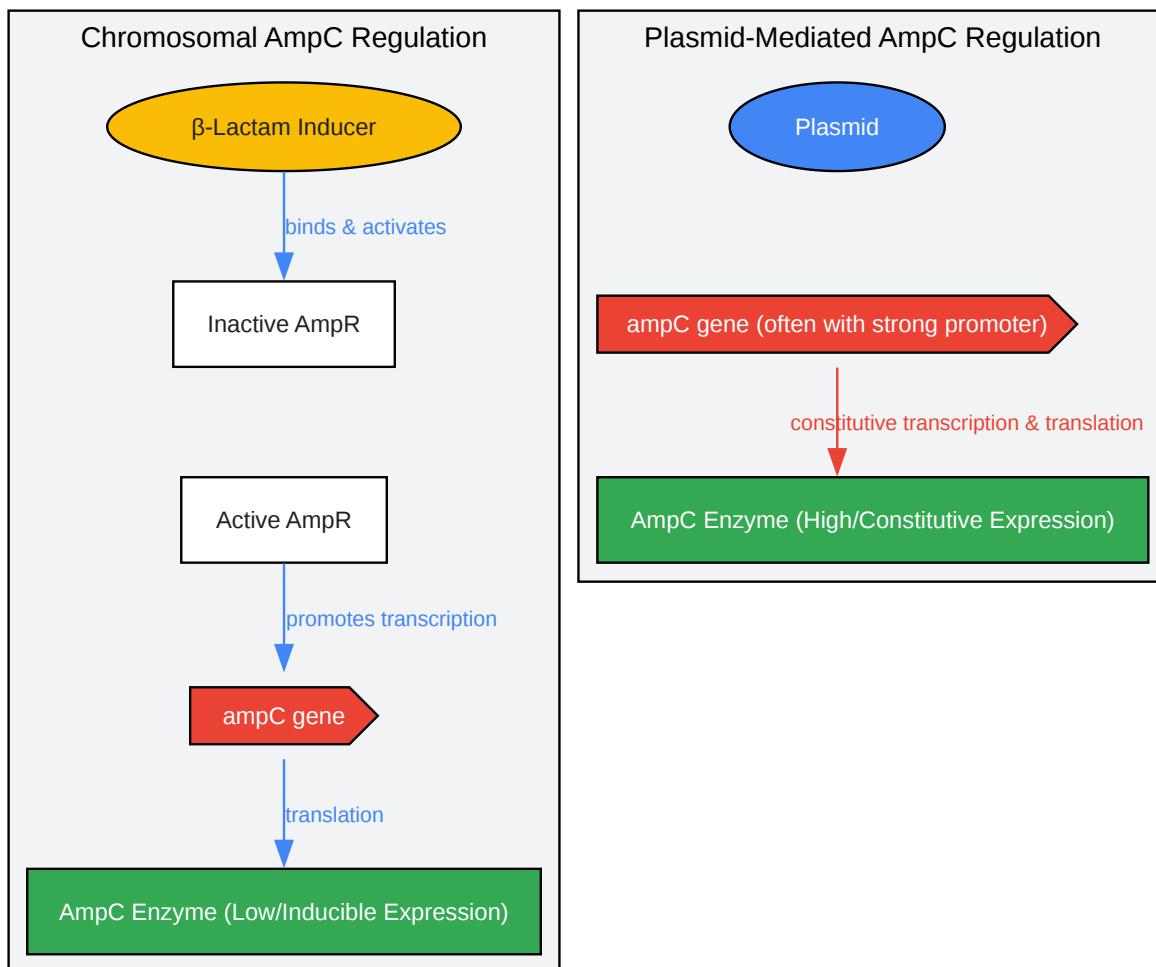 Chromosomal AmpC Regulation
β-Lactam Inducer
binds & activates
Inactive AmpR
Active AmpR
promotes transcription
ampC gene
translation
AmpC Enzyme (Low/Inducible Expression)
Plasmid-Mediated AmpC Regulation
Plasmid
ampC gene (often with strong promoter)
constitutive transcription & translation
AmpC Enzyme (High/Constitutive Expression)